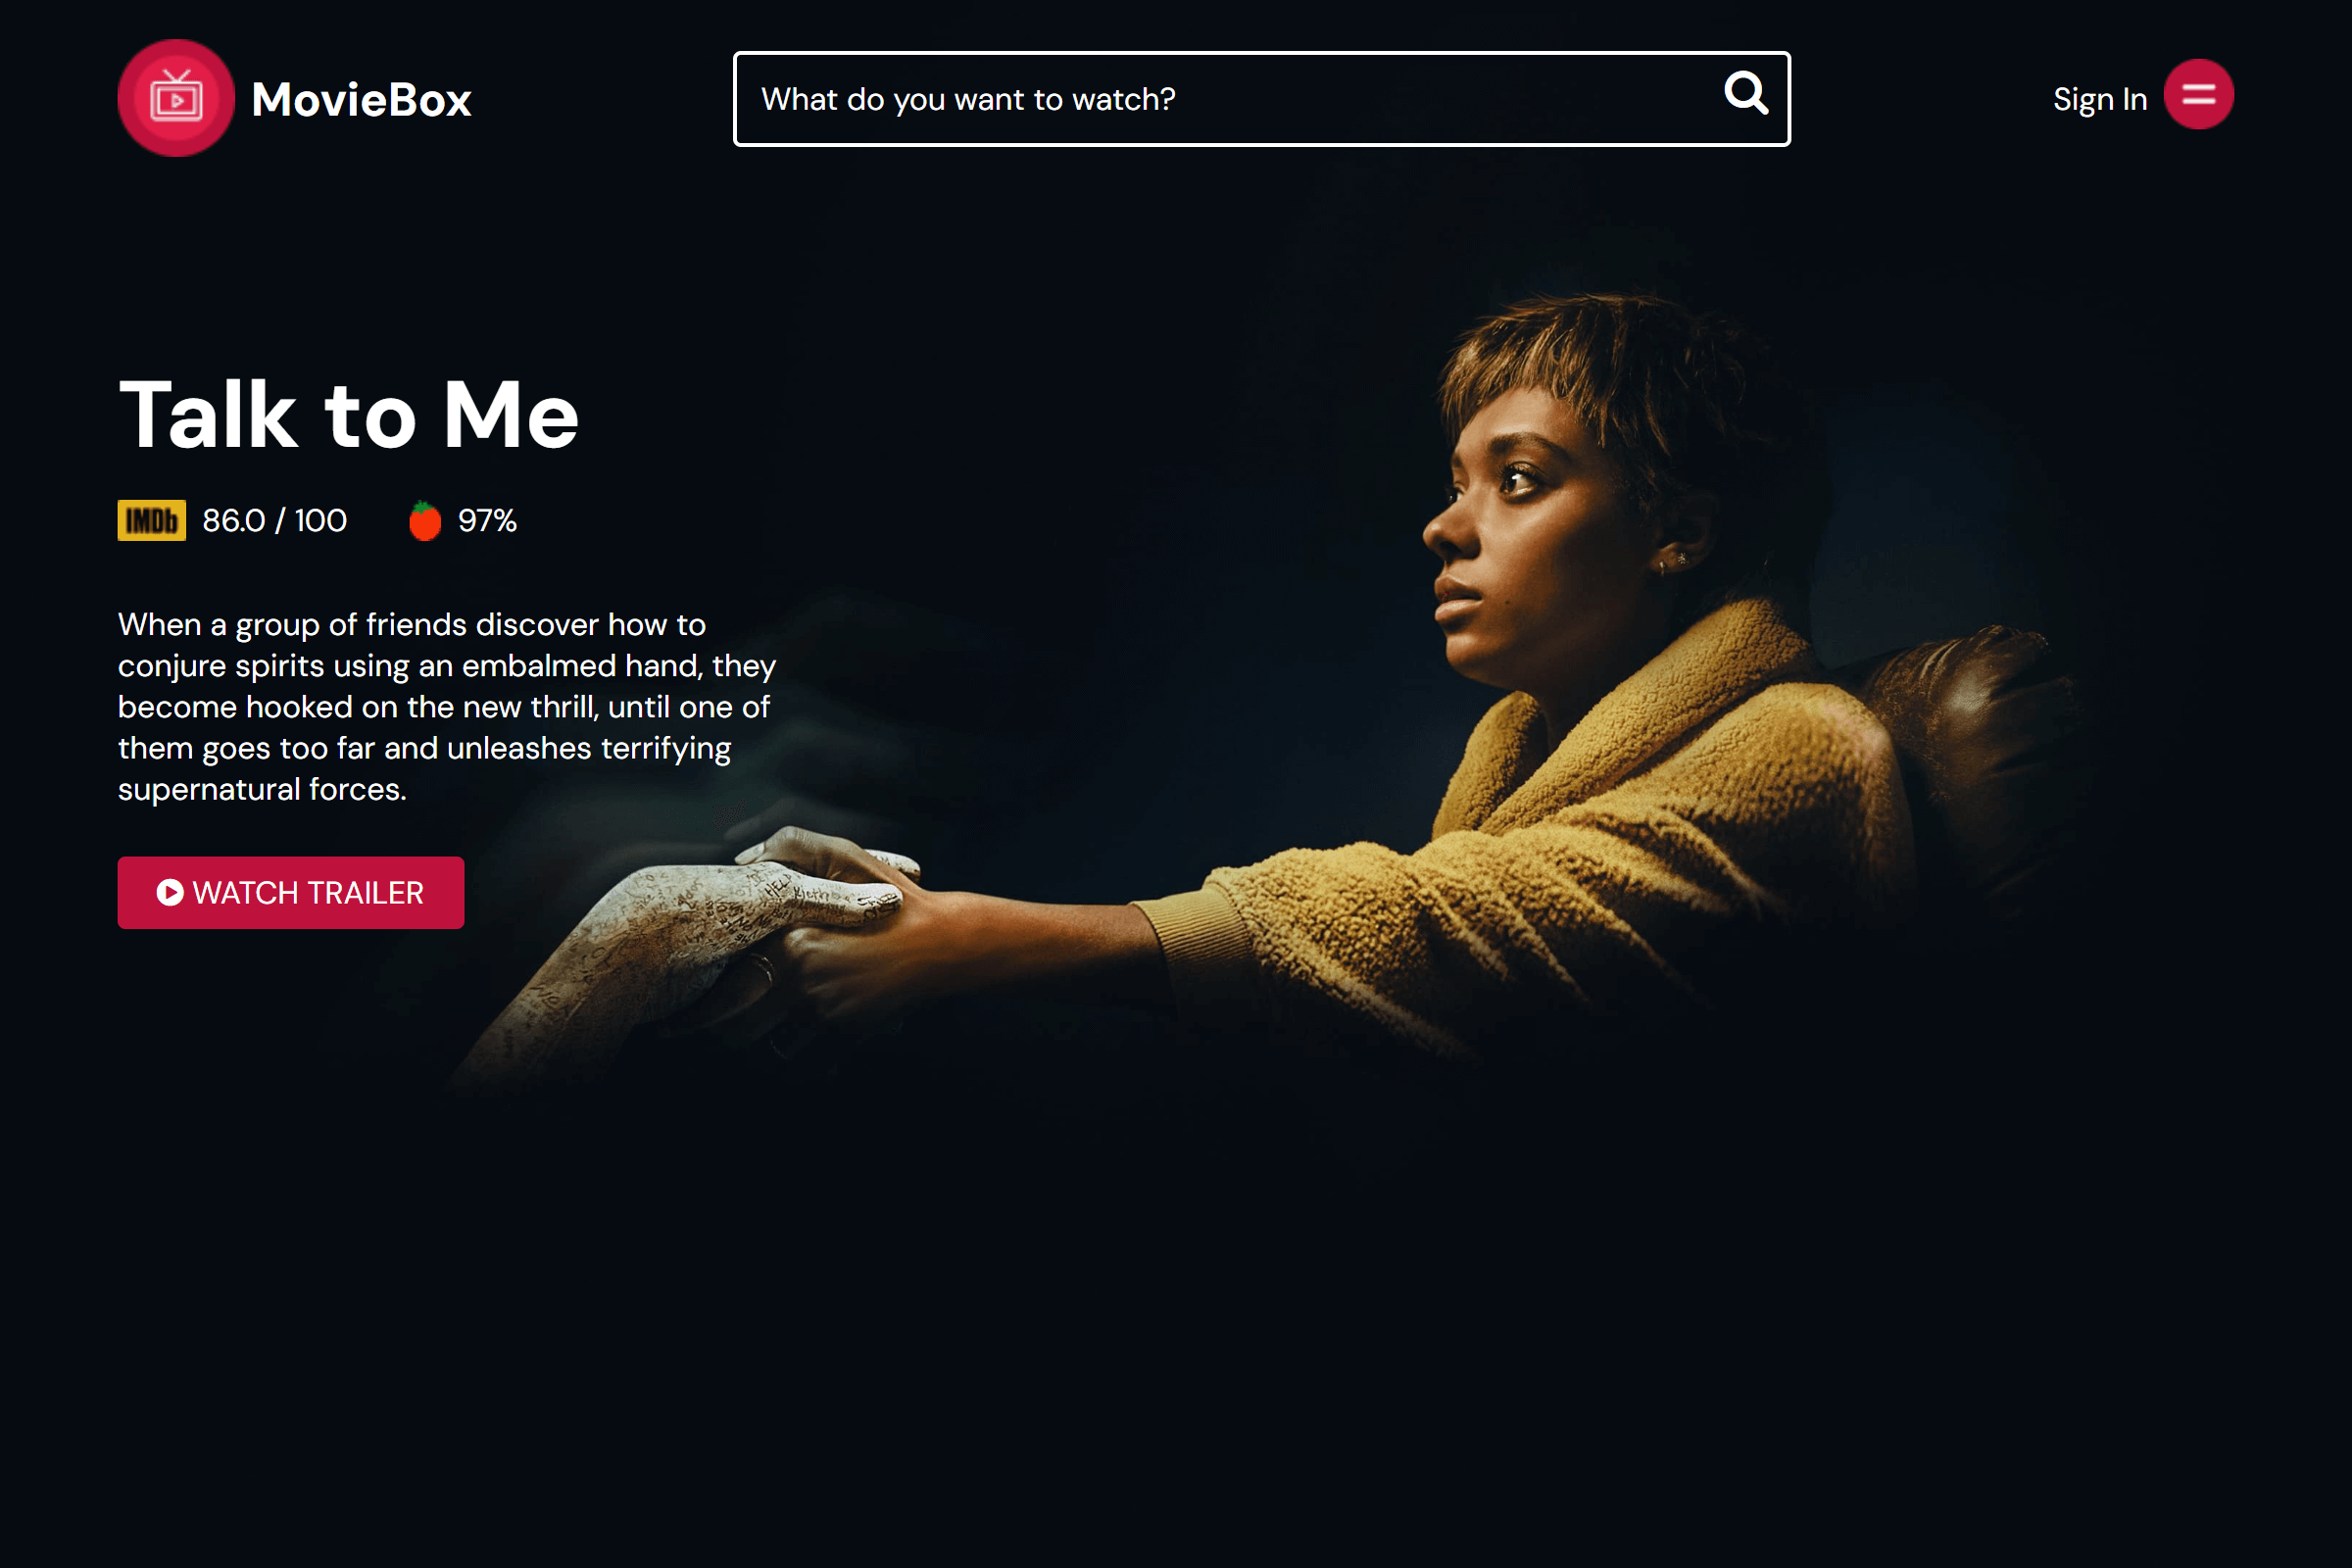 MovieBox
What do you want to watch?
Sign In
Talk to Me
IMDb 86.0 / 100 97%
When a group of friends discover how to
conjure spirits using an embalmed hand, they
become hooked on the new thrill, until one of
them goes too far and unleashes terrifying
supernatural forces.
WATCH TRAILER
HELP